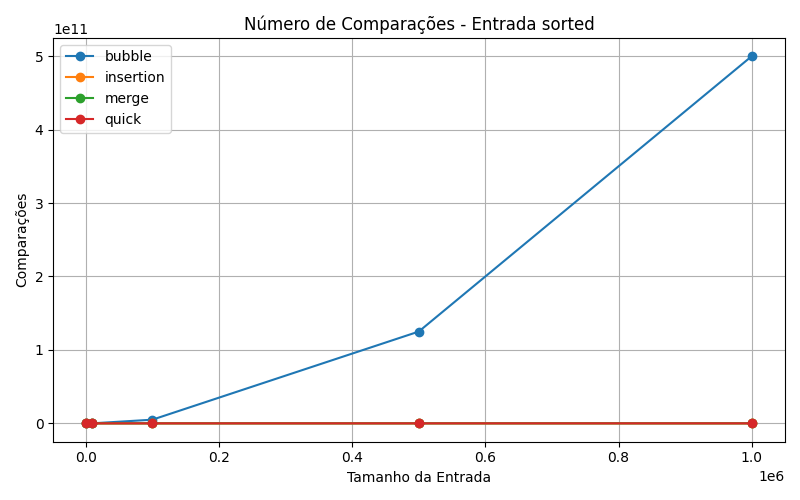 Número de Comparações - Entrada sorted
1e11
bubble
insertion
merge
quick
5
4
3
2
1
0
Comparações
0.0 0.2 0.4 0.6 0.8 1.0
1e6
Tamanho da Entrada